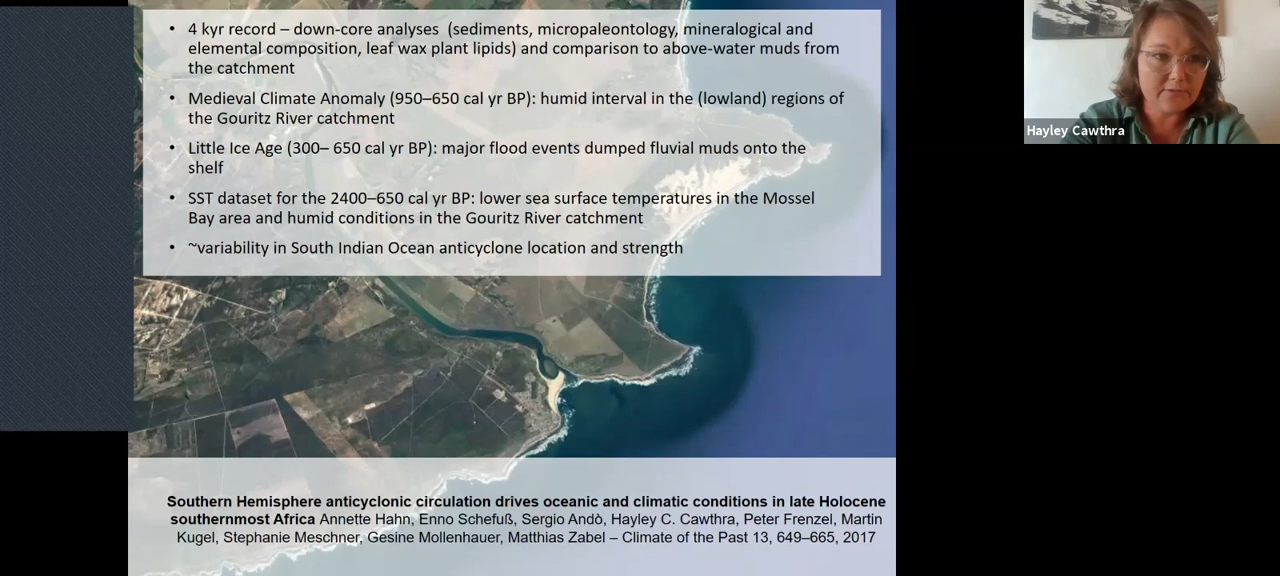 • 4 kyr record – down-core analyses  (sediments, micropaleontology, mineralogical and
elemental composition, leaf wax plant lipids) and comparison to above-water muds from
the catchment
• Medieval Climate Anomaly (950–650 cal yr BP): humid interval in the (lowland) regions of
the Gouritz River catchment
• Little Ice Age (300– 650 cal yr BP): major flood events dumped fluvial muds onto the
shelf
• SST dataset for the 2400–650 cal yr BP: lower sea surface temperatures in the Mossel
Bay area and humid conditions in the Gouritz River catchment
• ~variability in South Indian Ocean anticyclone location and strength
Hayley Cawthra
Southern Hemisphere anticyclonic circulation drives oceanic and climatic conditions in late Holocene
southernmost Africa Annette Hahn, Enno Schefuß, Sergio Andò, Hayley C. Cawthra, Peter Frenzel, Martin
Kugel, Stephanie Meschner, Gesine Mollenhauer, Matthias Zabel – Climate of the Past 13, 649–665, 2017